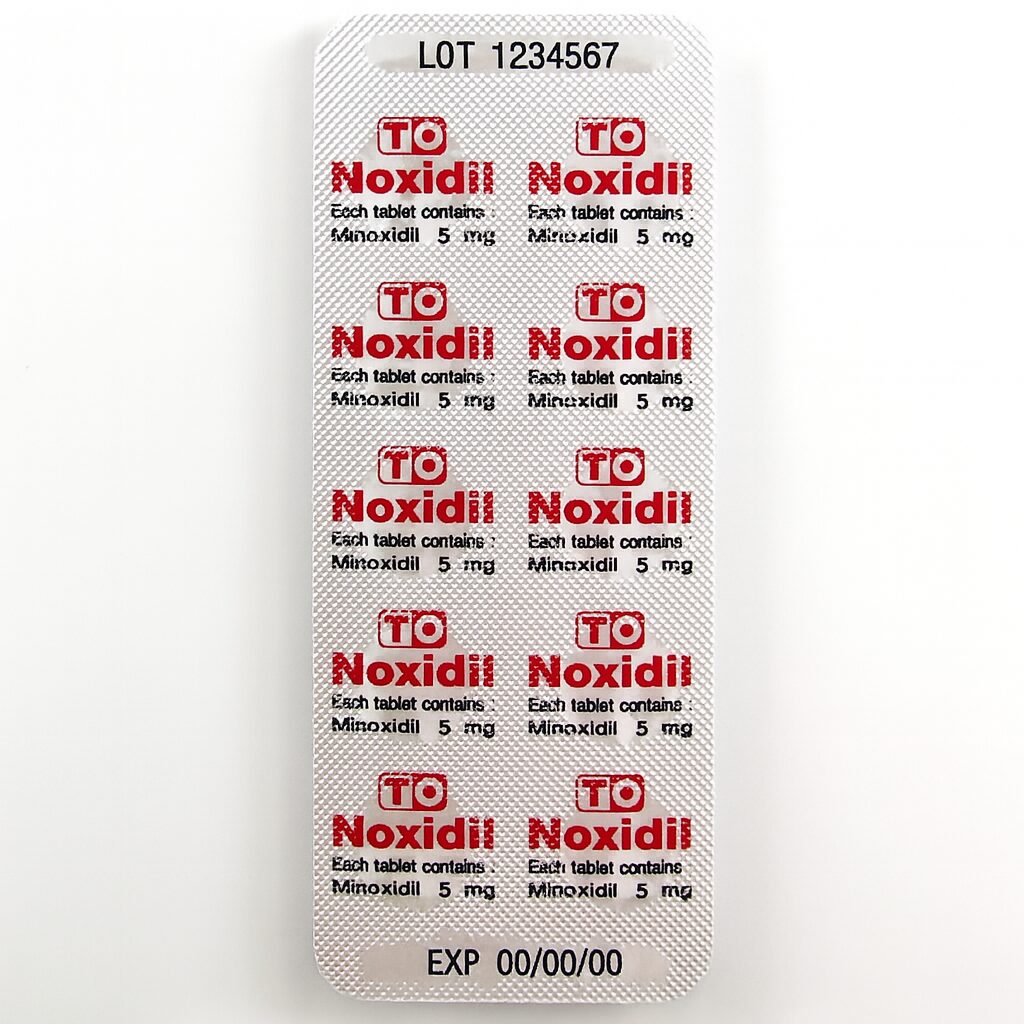 LOT 1234567
TO TO
Noxidil Noxidil
Each tablet contains : Each tablet contains :
Minoxidil 5 mg Minoxidil 5 mg
TO TO
Noxidil Noxidil
Each tablet contains : Each tablet contains :
Minoxidil 5 mg Minoxidil 5 mg
TO TO
Noxidil Noxidil
Each tablet contains : Each tablet contains :
Minoxidil 5 mg Minoxidil 5 mg
TO TO
Noxidil Noxidil
Each tablet contains : Each tablet contains :
Minoxidil 5 mg Minoxidil 5 mg
TO TO
Noxidil Noxidil
Each tablet contains : Each tablet contains
Minoxidil 5 mg Minoxidil 5 mg
EXP 00/00/00